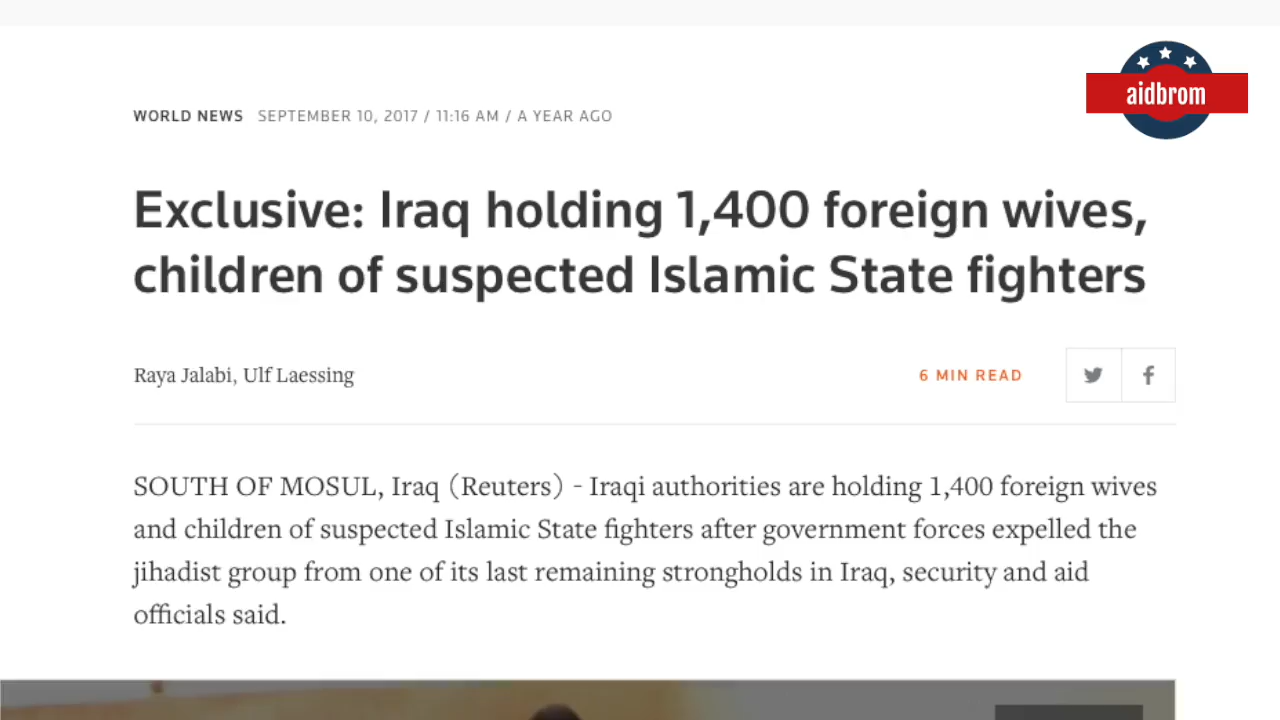 aidbrom
WORLD NEWS SEPTEMBER 10, 2017 / 11:16 AM / A YEAR AGO
Exclusive: Iraq holding 1,400 foreign wives,
children of suspected Islamic State fighters
Raya Jalabi, Ulf Laessing 6 MIN READ
SOUTH OF MOSUL, Iraq (Reuters) - Iraqi authorities are holding 1,400 foreign wives
and children of suspected Islamic State fighters after government forces expelled the
jihadist group from one of its last remaining strongholds in Iraq, security and aid
officials said.